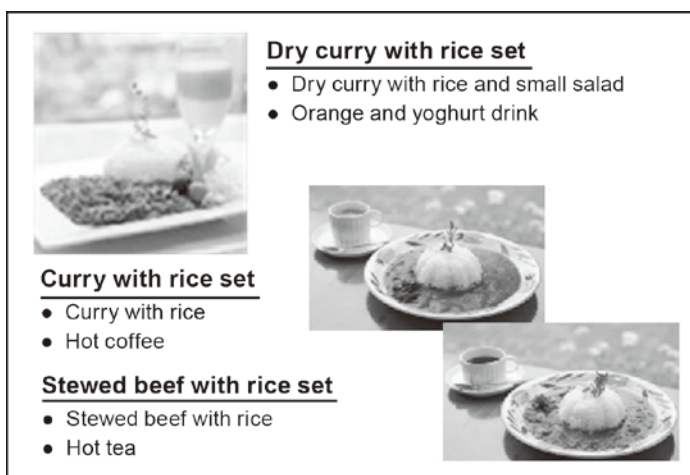 Dry curry with rice set
● Dry curry with rice and small salad
● Orange and yoghurt drink
Curry with rice set
● Curry with rice
● Hot coffee
Stewed beef with rice set
● Stewed beef with rice
● Hot tea